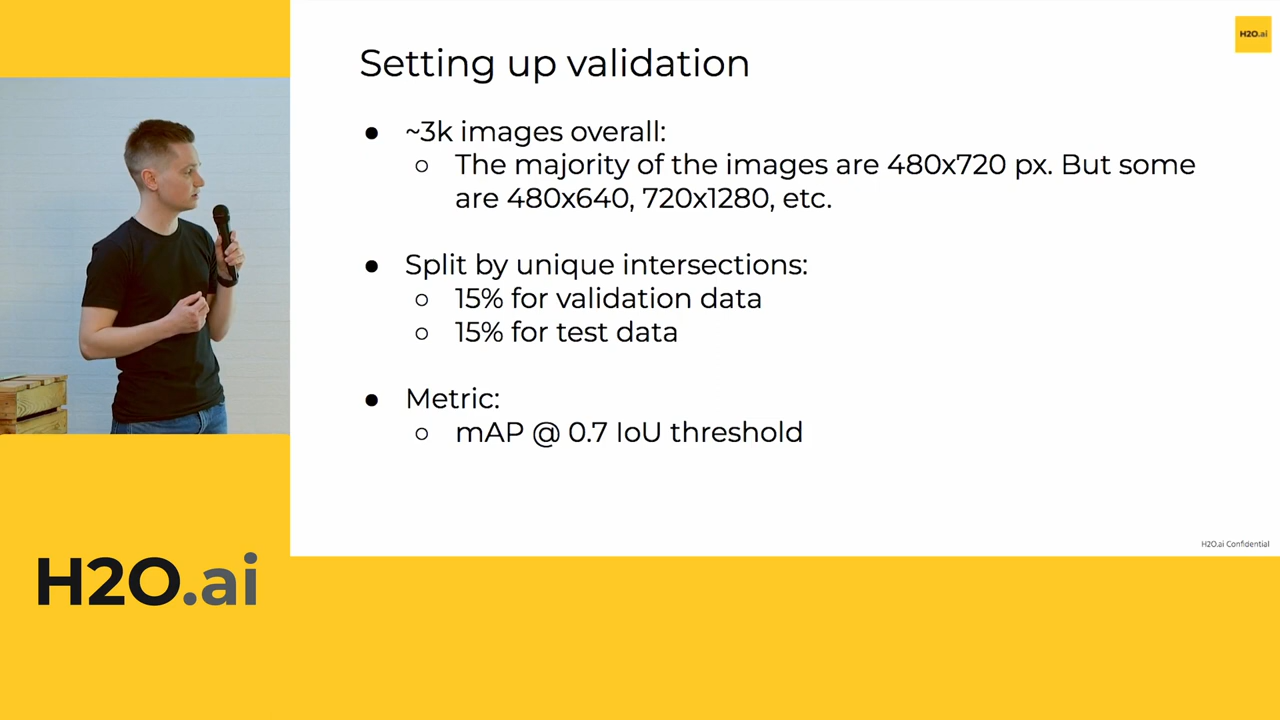 H2O.ai
Setting up validation
● ~3k images overall:
○ The majority of the images are 480x720 px. But some
are 480x640, 720x1280, etc.
● Split by unique intersections:
○ 15% for validation data
○ 15% for test data
● Metric:
○ mAP @ 0.7 IoU threshold
H2O.ai Confidential
H2O.ai